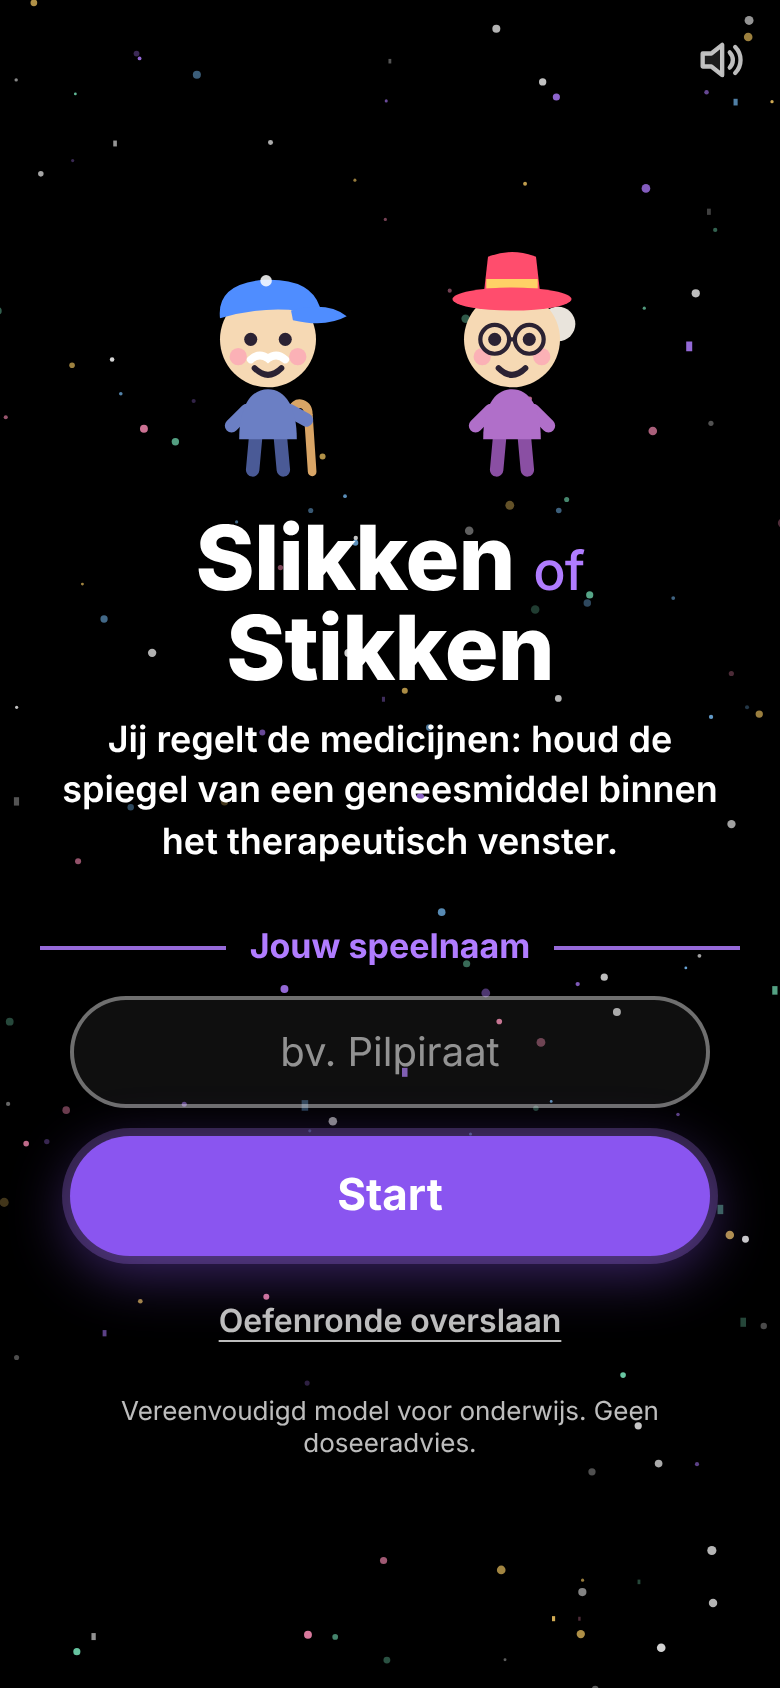 Slikken of
Stikken
Jij regelt de medicijnen: houd de
spiegel van een geneesmiddel binnen
het therapeutisch venster.
Jouw speelnaam
bv. Pilpiraat
Start
Oefenronde overslaan
Vereenvoudigd model voor onderwijs. Geen
doseeradvies.